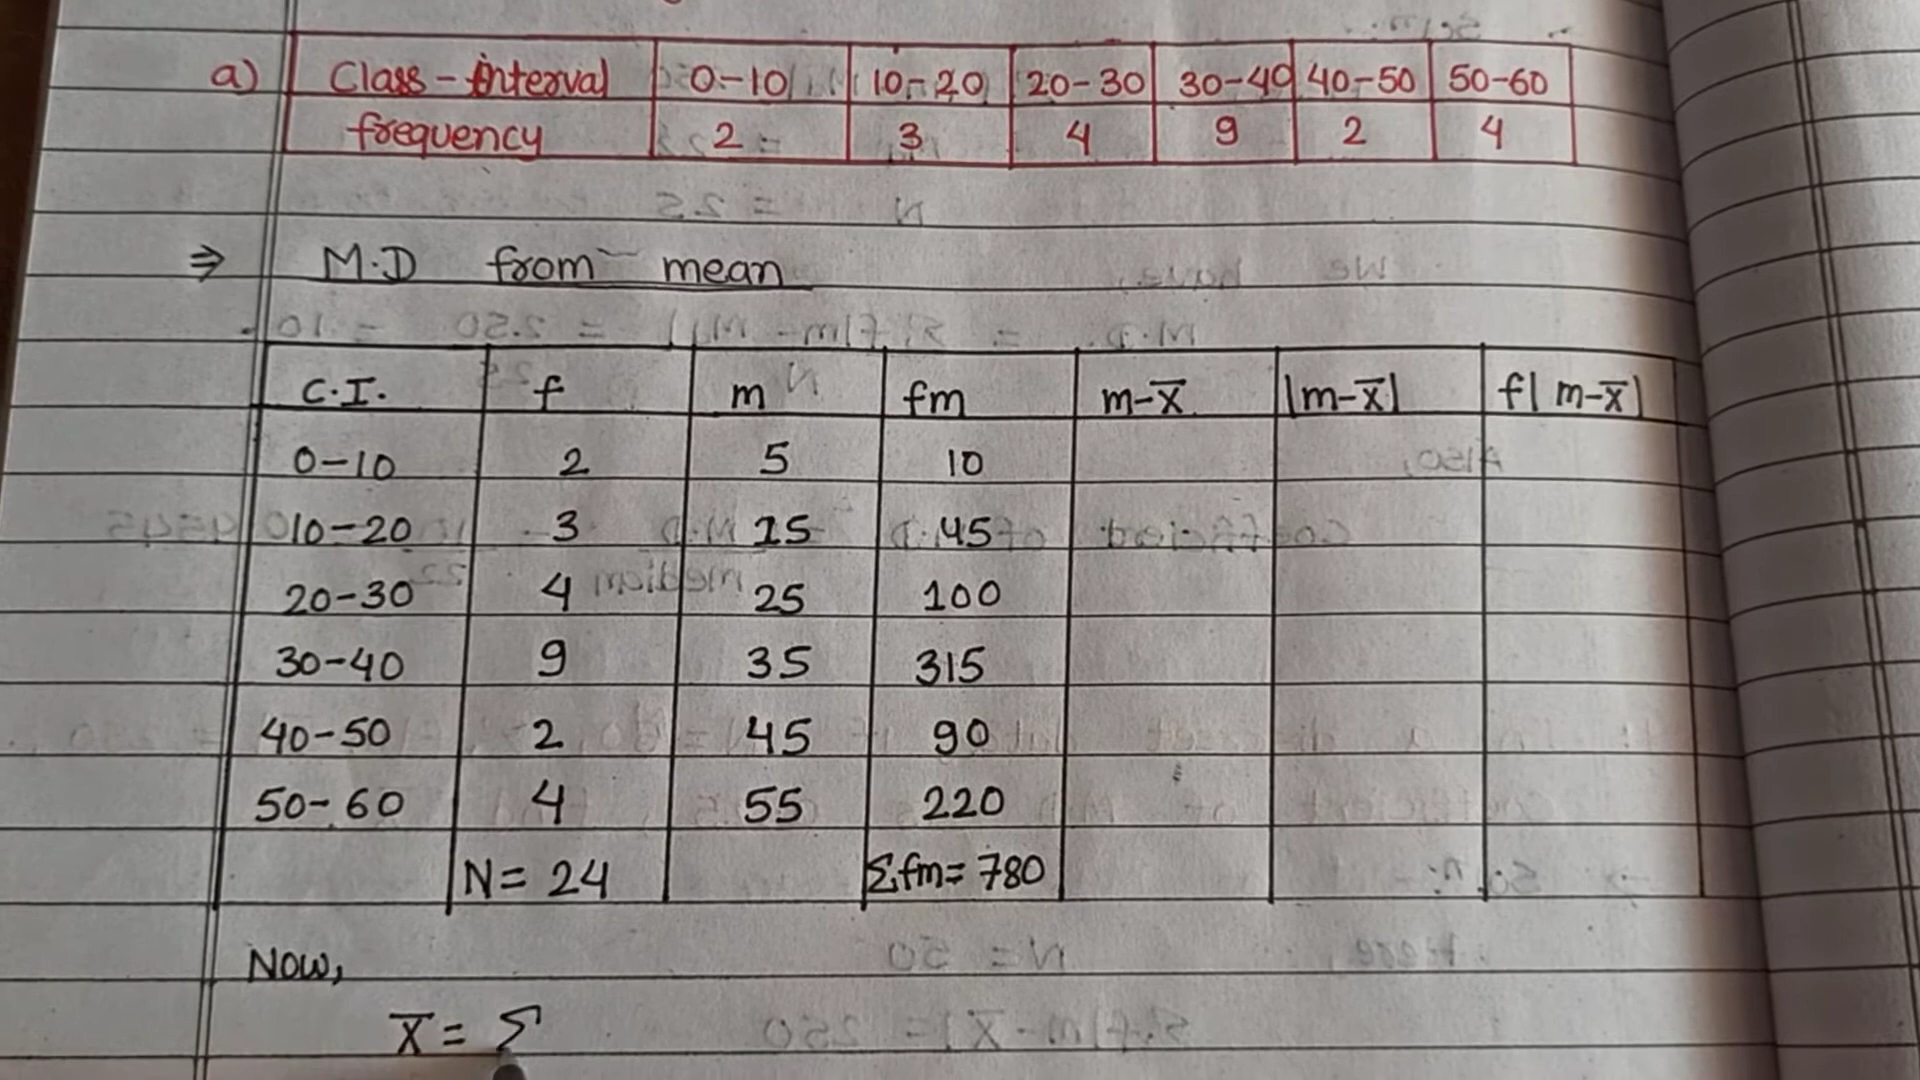 a) Class-interval 0-10 10-20 20-30 30-40 40-50 50-60
frequency 2 3 4 9 2 4
⇒ M.D from mean
C.I. f m fm m-x̅ |m-x̅| f|m-x̅|
0-10 2 5 10
10-20 3 15 45
20-30 4 25 100
30-40 9 35 315
40-50 2 45 90
50-60 4 55 220
N = 24 Σfm = 780
Now,
X̅ = Σ